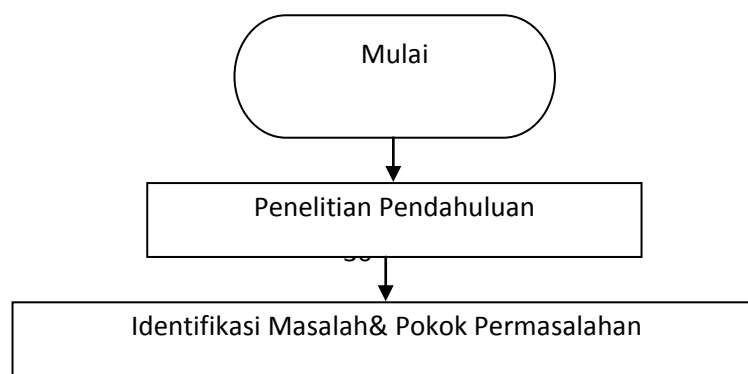 Mulai
Penelitian Pendahuluan
Identifikasi Masalah& Pokok Permasalahan